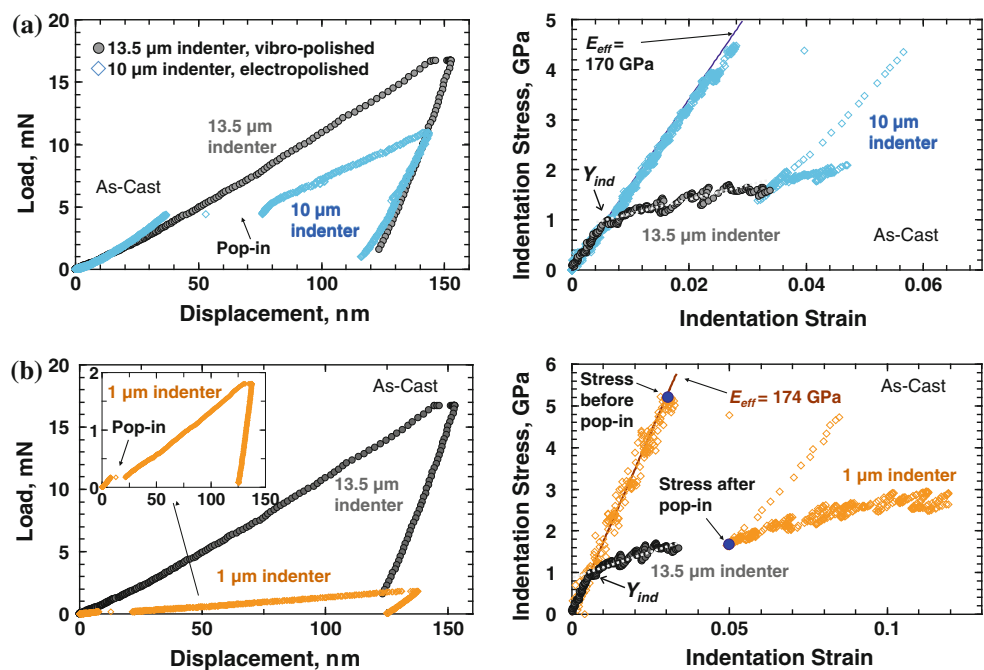 (a)
20
15
10
5
0
Load, mN
13.5 µm indenter, vibro-polished
10 µm indenter, electropolished
13.5 µm
indenter
As-Cast
10 µm
indenter
Pop-in
0 50 100 150
Displacement, nm
5
4
3
2
1
0
Indentation Stress, GPa
E_eff =
170 GPa
10 µm
indenter
Y_ind
13.5 µm indenter
As-Cast
0 0.02 0.04 0.06
Indentation Strain
(b)
20
15
10
5
0
Load, mN
2
1
0
1 µm indenter
Pop-in
0 50 100 150
As-Cast
13.5 µm
indenter
1 µm indenter
0 50 100 150
Displacement, nm
6
5
4
3
2
1
0
Indentation Stress, GPa
Stress
before
pop-in
E_eff = 174 GPa
As-Cast
Stress after
pop-in
1 µm indenter
13.5 µm indenter
Y_ind
0 0.05 0.1
Indentation Strain